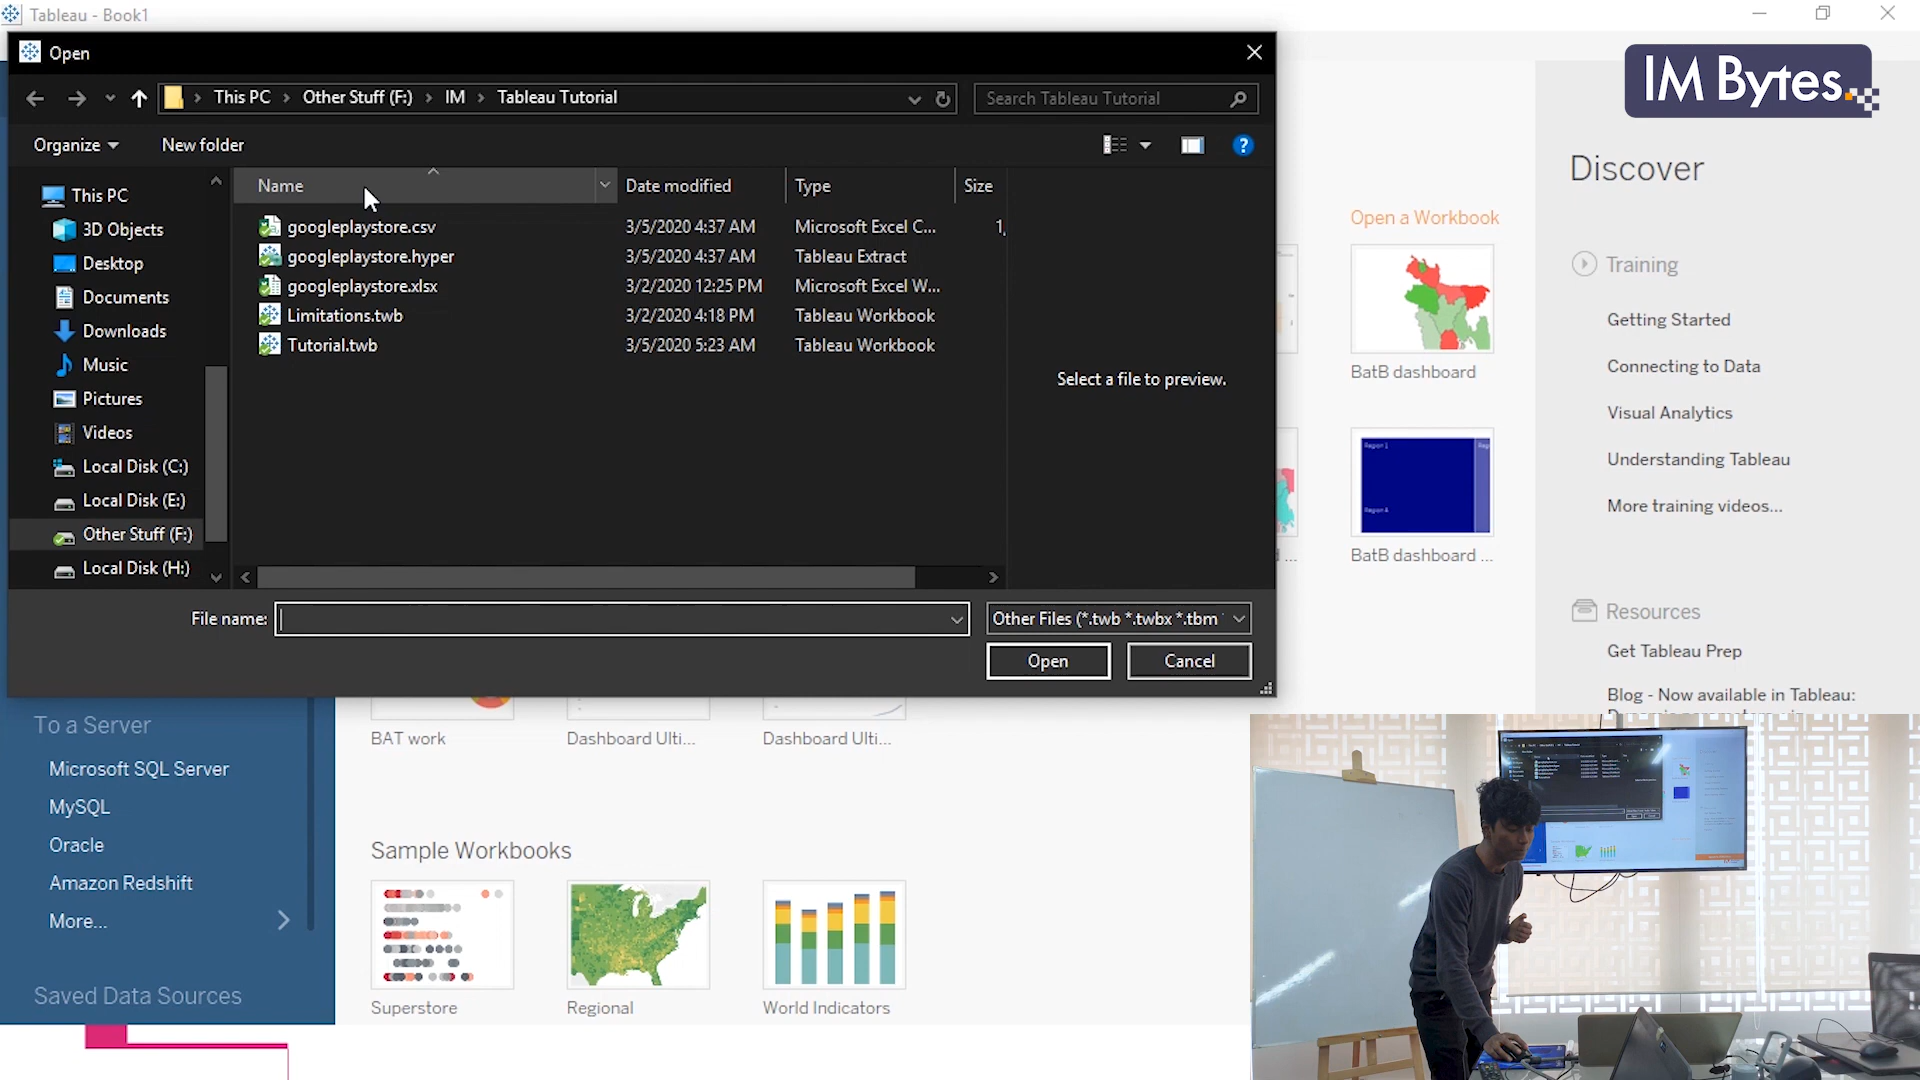 Tableau - Book1
Open
This PC > Other Stuff (F:) > IM > Tableau Tutorial
Search Tableau Tutorial
Organize
New folder
Name
Date modified
Type
Size
This PC
3D Objects
Desktop
Documents
Downloads
Music
Pictures
Videos
Local Disk (C:)
Local Disk (E:)
Other Stuff (F:)
Local Disk (H:)
googleplaystore.csv 3/5/2020 4:37 AM Microsoft Excel C... 1,
googleplaystore.hyper 3/5/2020 4:37 AM Tableau Extract
googleplaystore.xlsx 3/2/2020 12:25 PM Microsoft Excel W...
Limitations.twb 3/2/2020 4:18 PM Tableau Workbook
Tutorial.twb 3/5/2020 5:23 AM Tableau Workbook
Select a file to preview.
File name:
Other Files (*.twb *.twbx *.tbm
Open
Cancel
IM Bytes.
Open a Workbook
BatB dashboard
Region 1
BatB dashboard ...
Discover
Training
Getting Started
Connecting to Data
Visual Analytics
Understanding Tableau
More training videos...
Resources
Get Tableau Prep
Blog - Now available in Tableau:
To a Server
Microsoft SQL Server
MySQL
Oracle
Amazon Redshift
More...
Saved Data Sources
BAT work
Dashboard Ulti...
Dashboard Ulti...
Sample Workbooks
Superstore
Regional
World Indicators